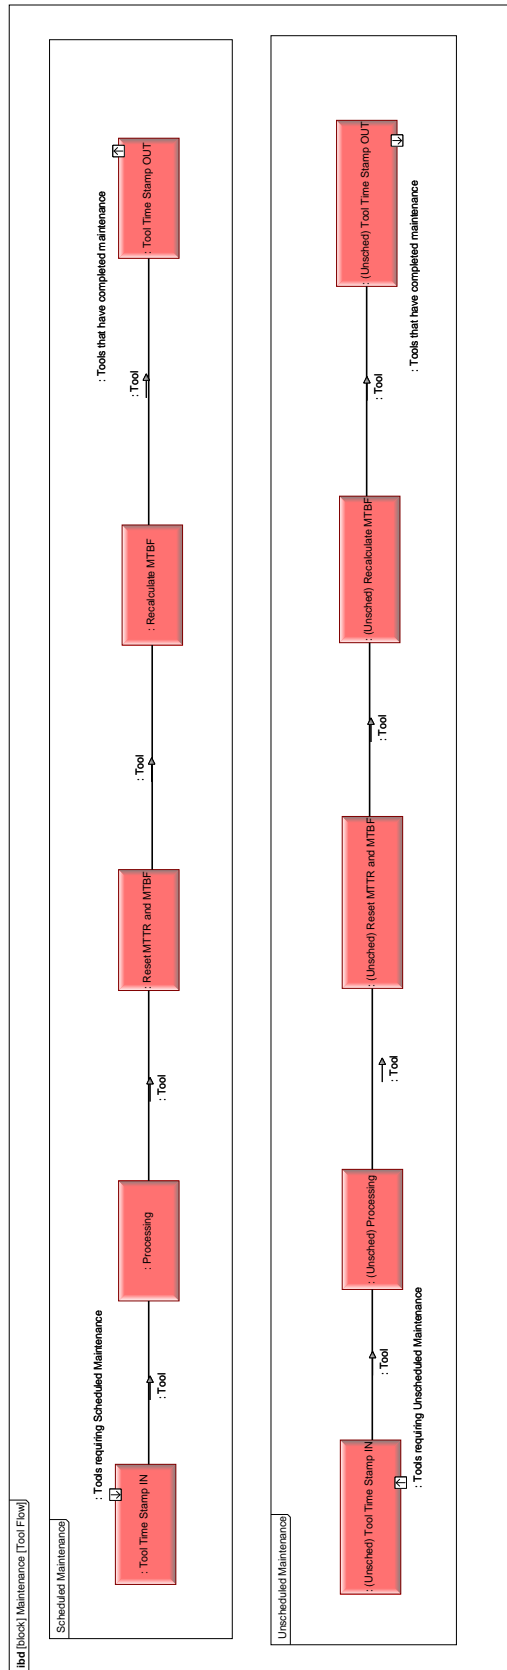 ibd [block] Maintenance [Tool Flow]
Scheduled Maintenance
: Tools requiring Scheduled Maintenance
: Tool Time Stamp IN
: Tool
: Processing
: Tool
: Reset MTTR and MTBF
: Tool
: Recalculate MTBF
: Tool
: Tools that have completed maintenance
: Tool Time Stamp OUT
Unscheduled Maintenance
: (Unsched) Tool Time Stamp IN
: Tools requiring Unscheduled Maintenance
: Tool
: (Unsched) Processing
: Tool
: (Unsched) Reset MTTR and MTBF
: Tool
: (Unsched) Recalculate MTBF
: Tool
: Tools that have completed maintenance
: (Unsched) Tool Time Stamp OUT